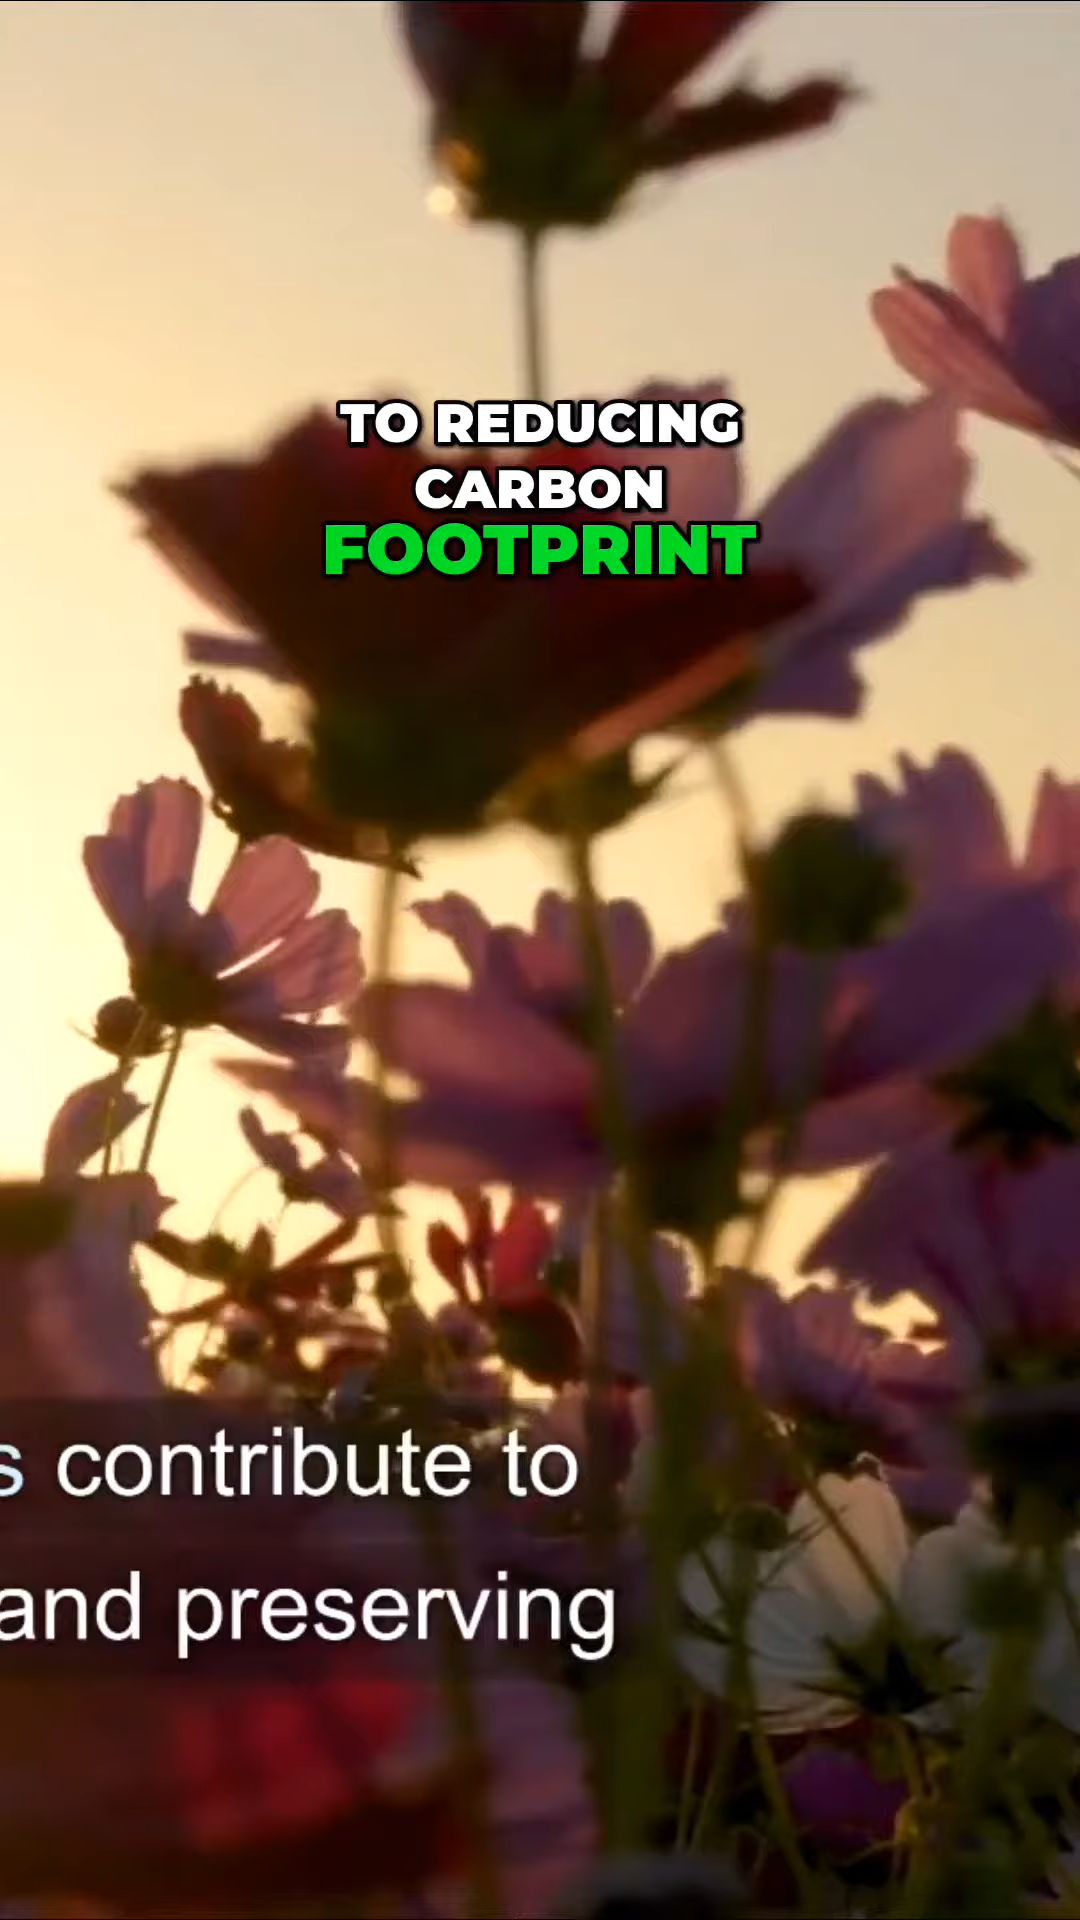 TO REDUCING
CARBON
FOOTPRINT
s contribute to
and preserving